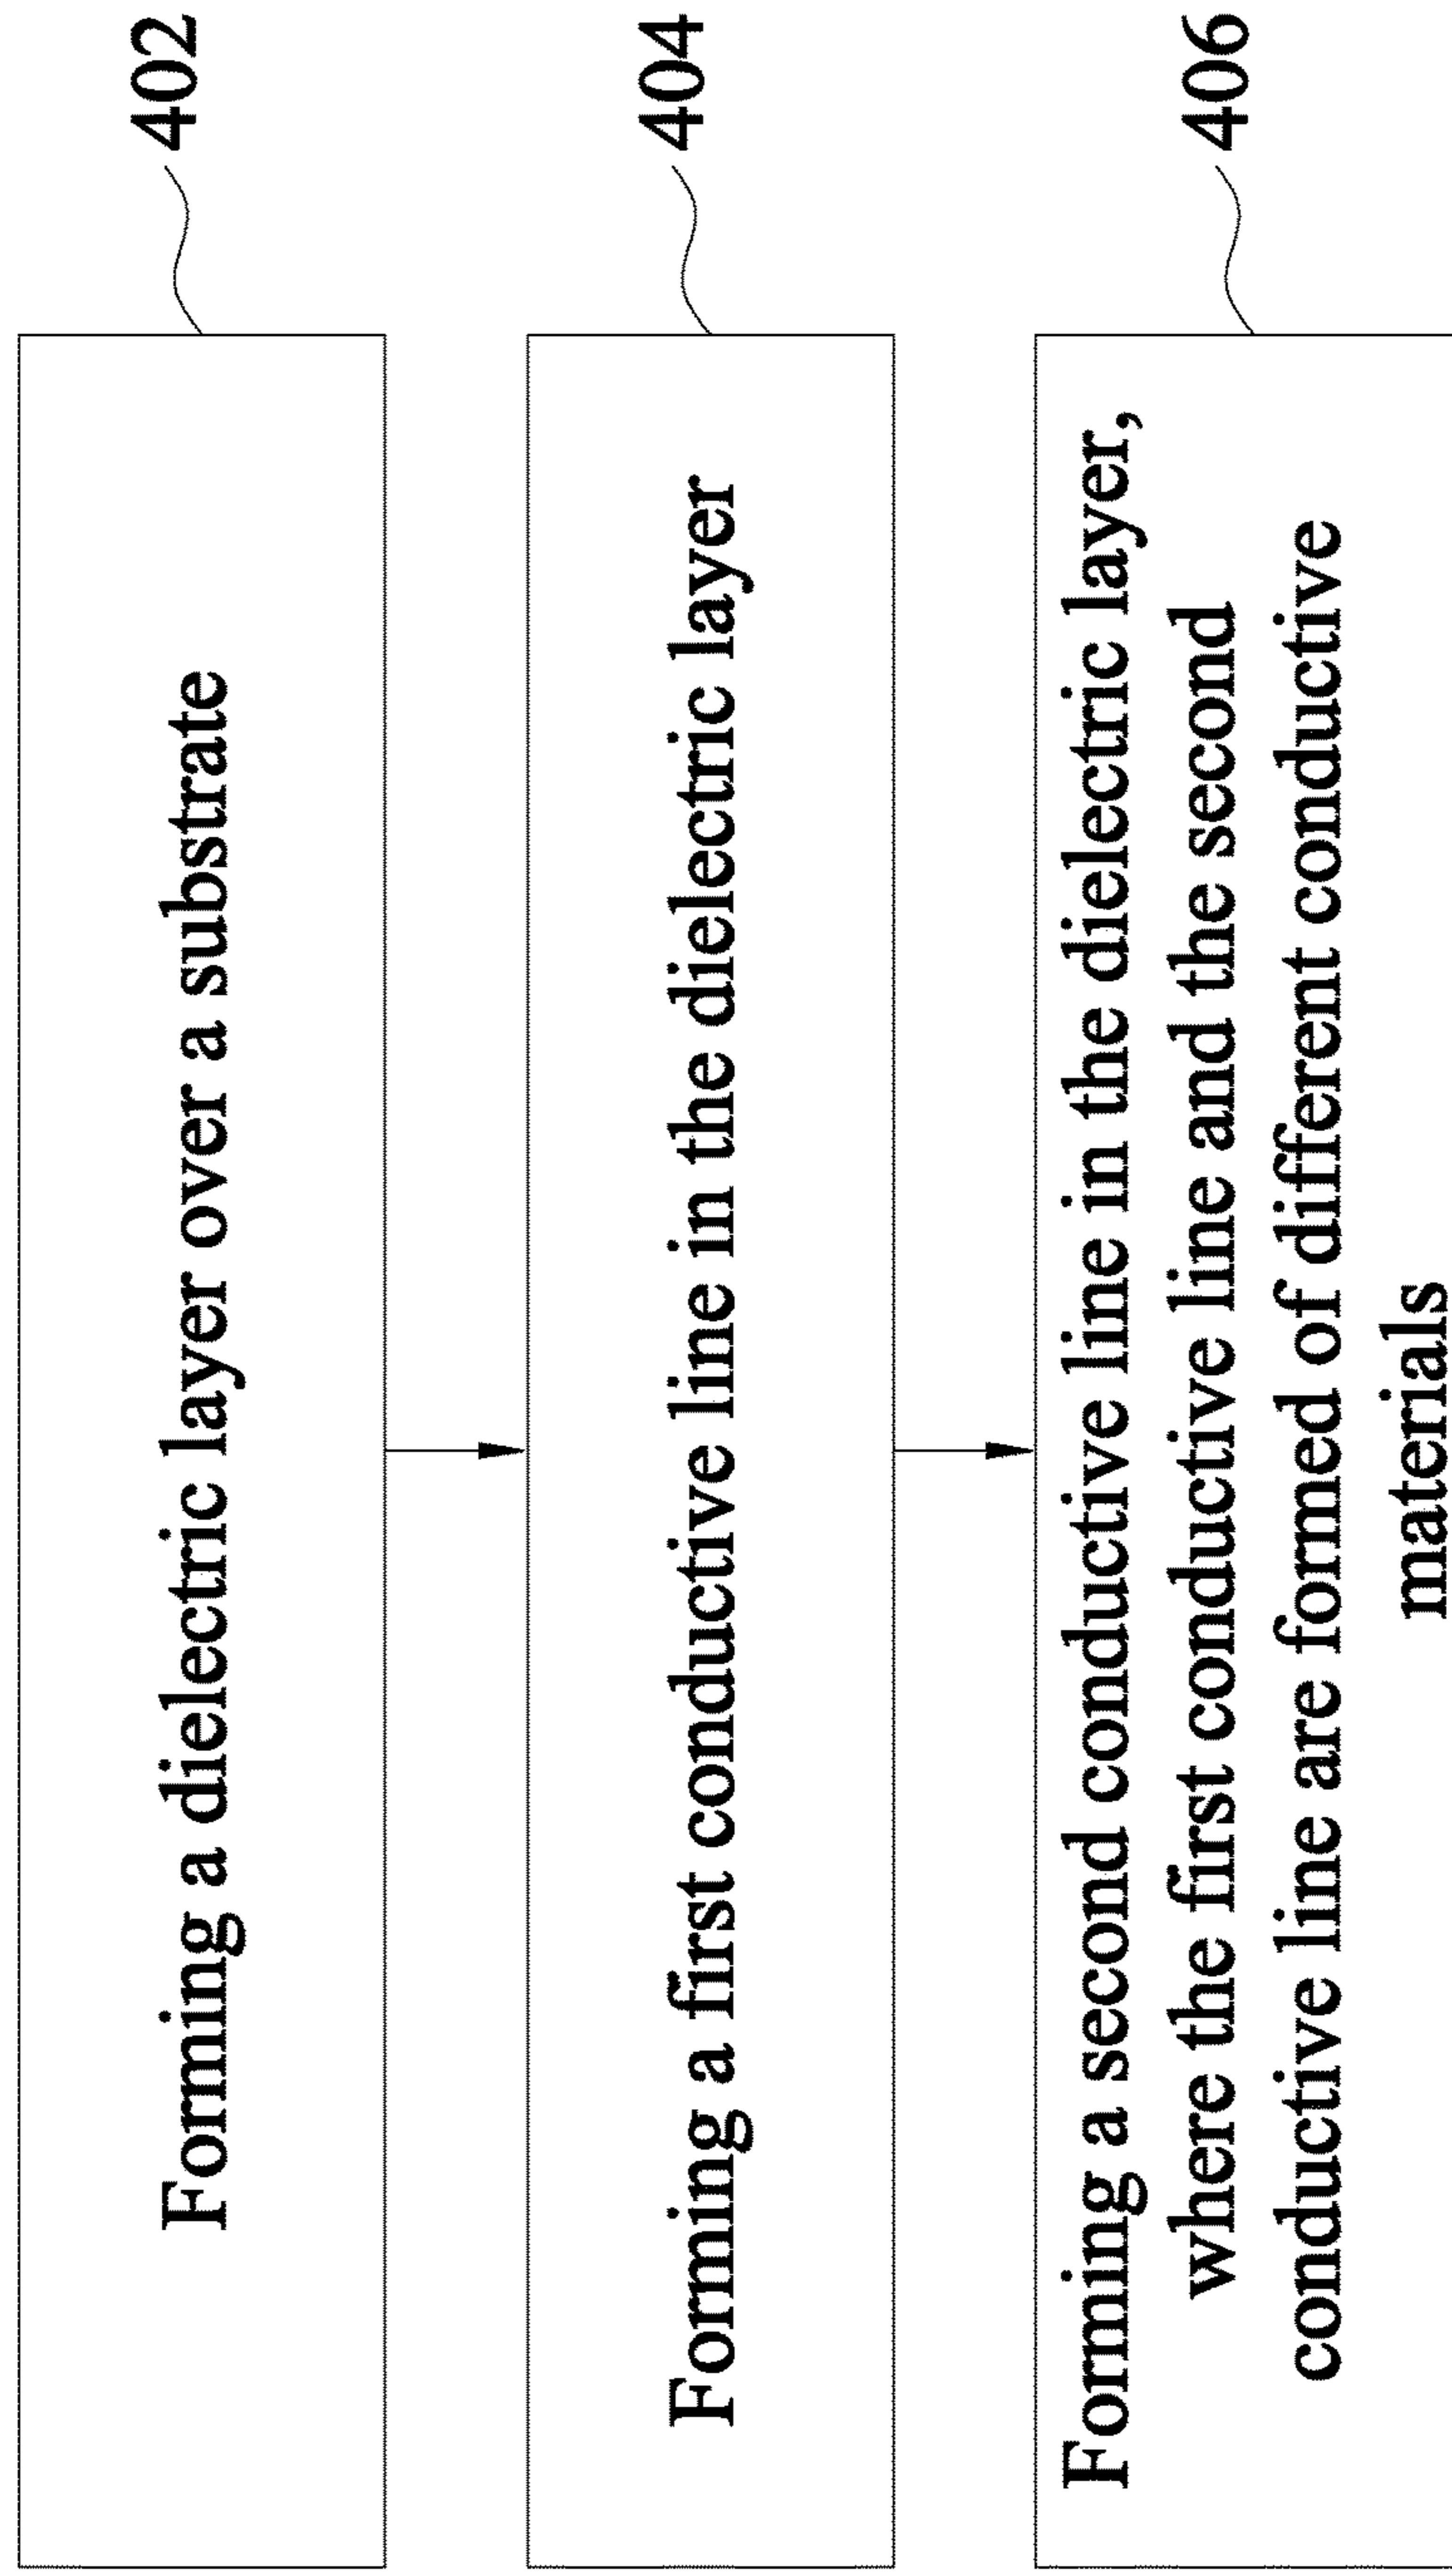 Forming a dielectric layer over a substrate
402
Forming a first conductive line in the dielectric layer
404
Forming a second conductive line in the dielectric layer,
where the first conductive line and the second
conductive line are formed of different conductive
materials
406